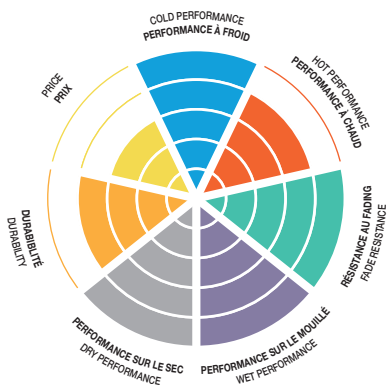 COLD PERFORMANCE
PERFORMANCE À FROID
HOT PERFORMANCE
PERFORMANCE À CHAUD
RÉSISTANCE AU FADING
FADE RESISTANCE
PERFORMANCE SUR LE MOUILLÉ
WET PERFORMANCE
PERFORMANCE SUR LE SEC
DRY PERFORMANCE
DURABIBLITÉ
DURABILITY
PRICE
PRIX